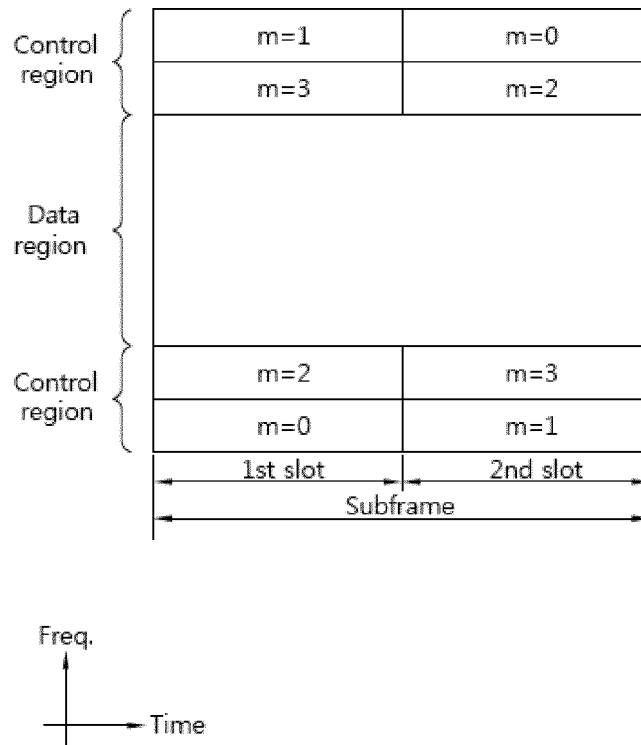 Control
region
m=1
m=0
m=3
m=2
Data
region
Control
region
m=2
m=3
m=0
m=1
1st slot
2nd slot
Subframe
Freq.
Time